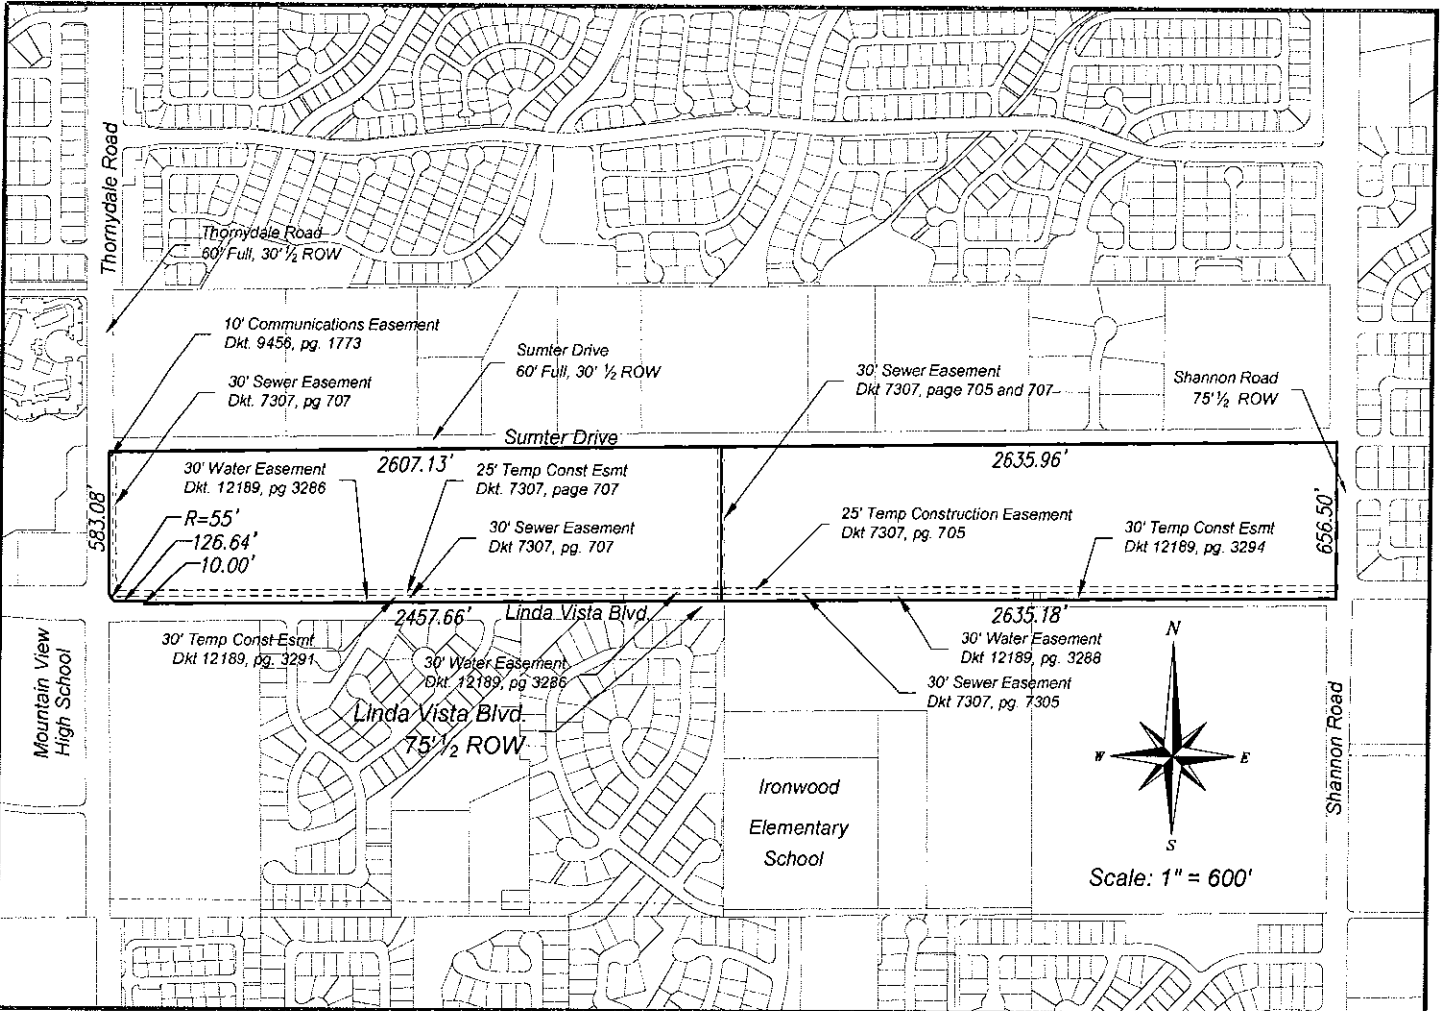 Thornydale Road
Thornydale Road
60' Full, 30' ½ ROW
10' Communications Easement
Dkt. 9456, pg. 1773
30' Sewer Easement
Dkt. 7307, pg 707
Sumter Drive
60' Full, 30' ½ ROW
30' Sewer Easement
Dkt 7307, page 705 and 707
Shannon Road
75' ½ ROW
Sumter Drive
2607.13'
2635.96'
30' Water Easement
Dkt. 12189, pg 3286
25' Temp Const Esmt
Dkt. 7307, page 707
30' Sewer Easement
Dkt 7307, pg. 707
25' Temp Construction Easement
Dkt 7307, pg. 705
30' Temp Const Esmt
Dkt 12189, pg. 3294
583.08'
656.50'
R=55'
126.64'
10.00'
2457.66'
Linda Vista Blvd.
2635.18'
30' Temp Const Esmt
Dkt 12189, pg. 3291
30' Water Easement
Dkt. 12189, pg 3286
Linda Vista Blvd.
75' ½ ROW
30' Water Easement
Dkt 12189, pg. 3288
30' Sewer Easement
Dkt 7307, pg. 7305
Mountain View
High School
Ironwood
Elementary
School
Shannon Road
N
W
E
S
Scale: 1" = 600'